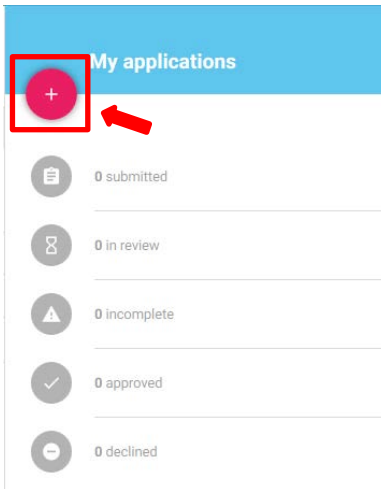 My applications
+
0 submitted
0 in review
0 incomplete
0 approved
0 declined